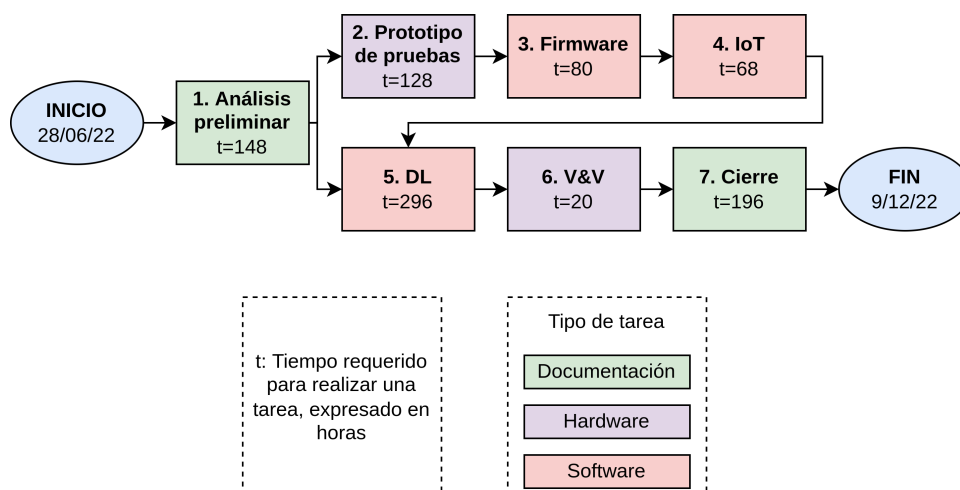 INICIO
28/06/22
1. Análisis
preliminar
t=148
2. Prototipo
de pruebas
t=128
3. Firmware
t=80
4. IoT
t=68
5. DL
t=296
6. V&V
t=20
7. Cierre
t=196
FIN
9/12/22
t: Tiempo requerido
para realizar una
tarea, expresado en
horas
Tipo de tarea
Documentación
Hardware
Software